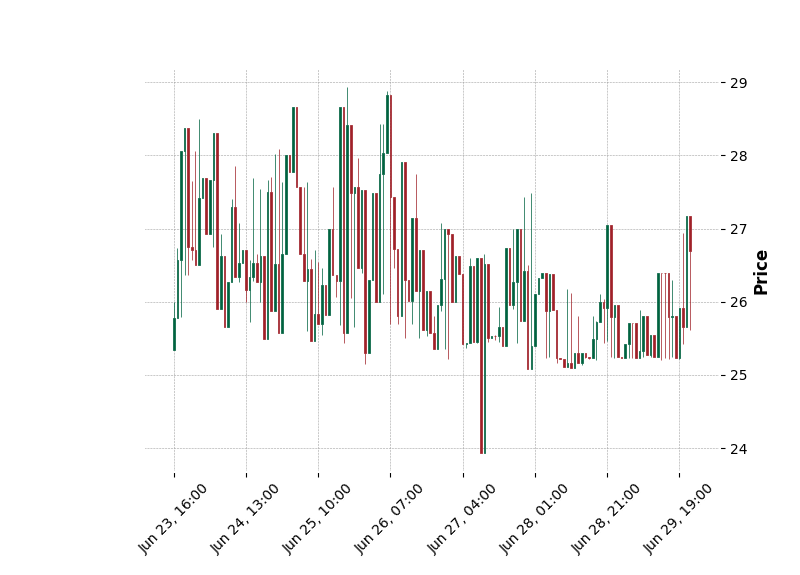 29
28
27
26
25
24
Price
Jun 23, 16:00
Jun 24, 13:00
Jun 25, 10:00
Jun 26, 07:00
Jun 27, 04:00
Jun 28, 01:00
Jun 28, 21:00
Jun 29, 19:00